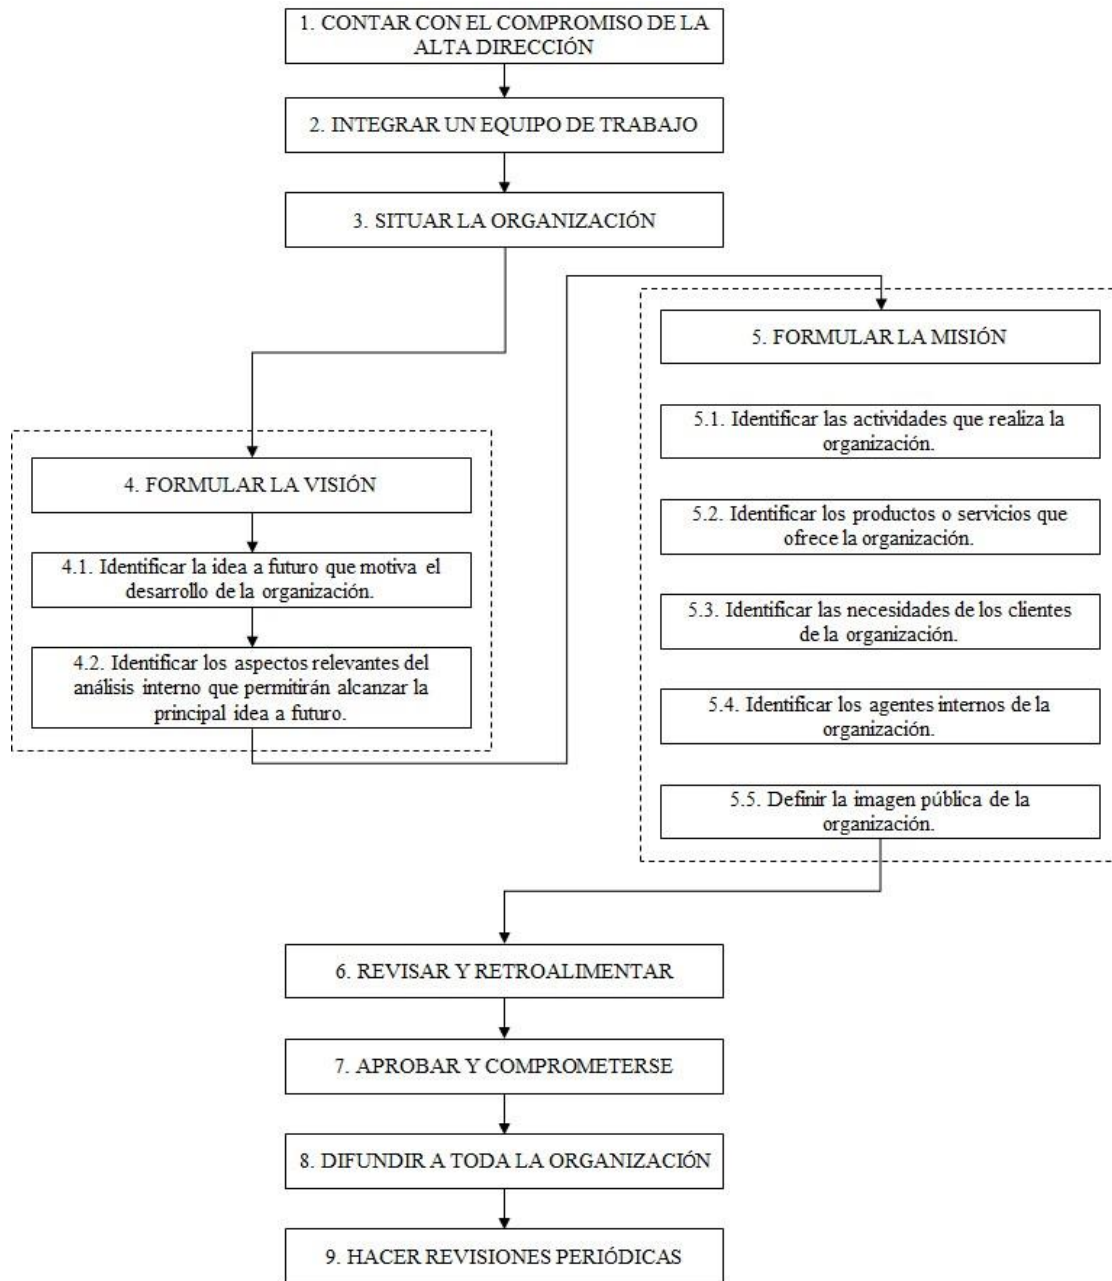 1. CONTAR CON EL COMPROMISO DE LA
ALTA DIRECCIÓN
2. INTEGRAR UN EQUIPO DE TRABAJO
3. SITUAR LA ORGANIZACIÓN
4. FORMULAR LA VISIÓN
4.1. Identificar la idea a futuro que motiva el
desarrollo de la organización.
4.2. Identificar los aspectos relevantes del
análisis interno que permitirán alcanzar la
principal idea a futuro.
5. FORMULAR LA MISIÓN
5.1. Identificar las actividades que realiza la
organización.
5.2. Identificar los productos o servicios que
ofrece la organización.
5.3. Identificar las necesidades de los clientes
de la organización.
5.4. Identificar los agentes internos de la
organización.
5.5. Definir la imagen pública de la
organización.
6. REVISAR Y RETROALIMENTAR
7. APROBAR Y COMPROMETERSE
8. DIFUNDIR A TODA LA ORGANIZACIÓN
9. HACER REVISIONES PERIÓDICAS